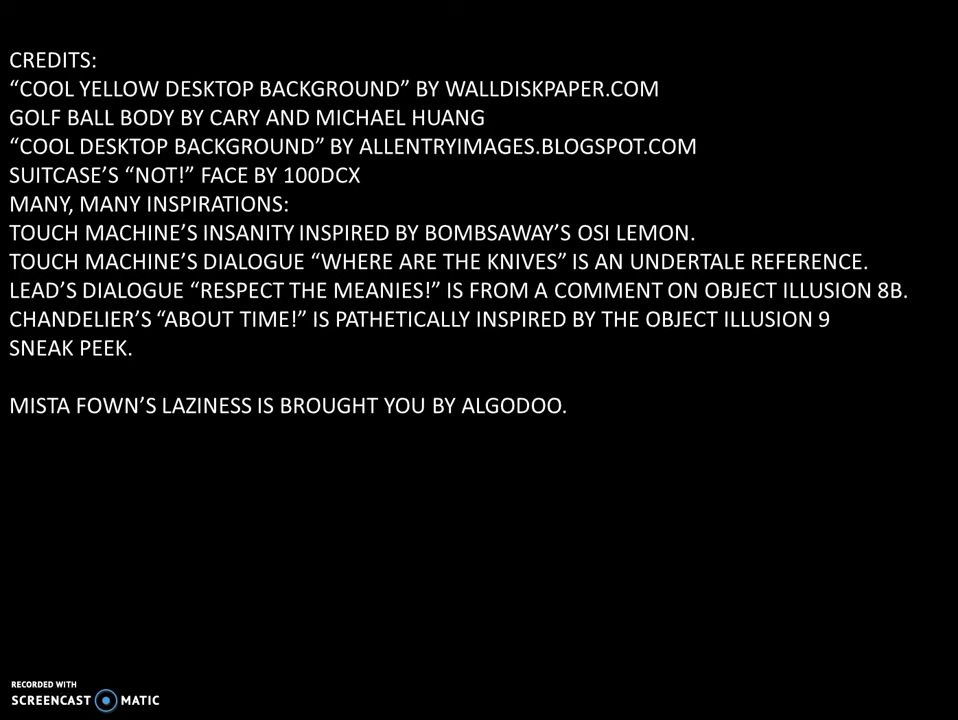 CREDITS:
“COOL YELLOW DESKTOP BACKGROUND” BY WALLDISKPAPER.COM
GOLF BALL BODY BY CARY AND MICHAEL HUANG
“COOL DESKTOP BACKGROUND” BY ALLENTRYIMAGES.BLOGSPOT.COM
SUITCASE’S “NOT!” FACE BY 100DCX
MANY, MANY INSPIRATIONS:
TOUCH MACHINE’S INSANITY INSPIRED BY BOMBSAWAY’S OSI LEMON.
TOUCH MACHINE’S DIALOGUE “WHERE ARE THE KNIVES” IS AN UNDERTALE REFERENCE.
LEAD’S DIALOGUE “RESPECT THE MEANIES!” IS FROM A COMMENT ON OBJECT ILLUSION 8B.
CHANDELIER’S “ABOUT TIME!” IS PATHETICALLY INSPIRED BY THE OBJECT ILLUSION 9
SNEAK PEEK.
MISTA FOWN’S LAZINESS IS BROUGHT YOU BY ALGODOO.
RECORDED WITH
SCREENCAST MATIC